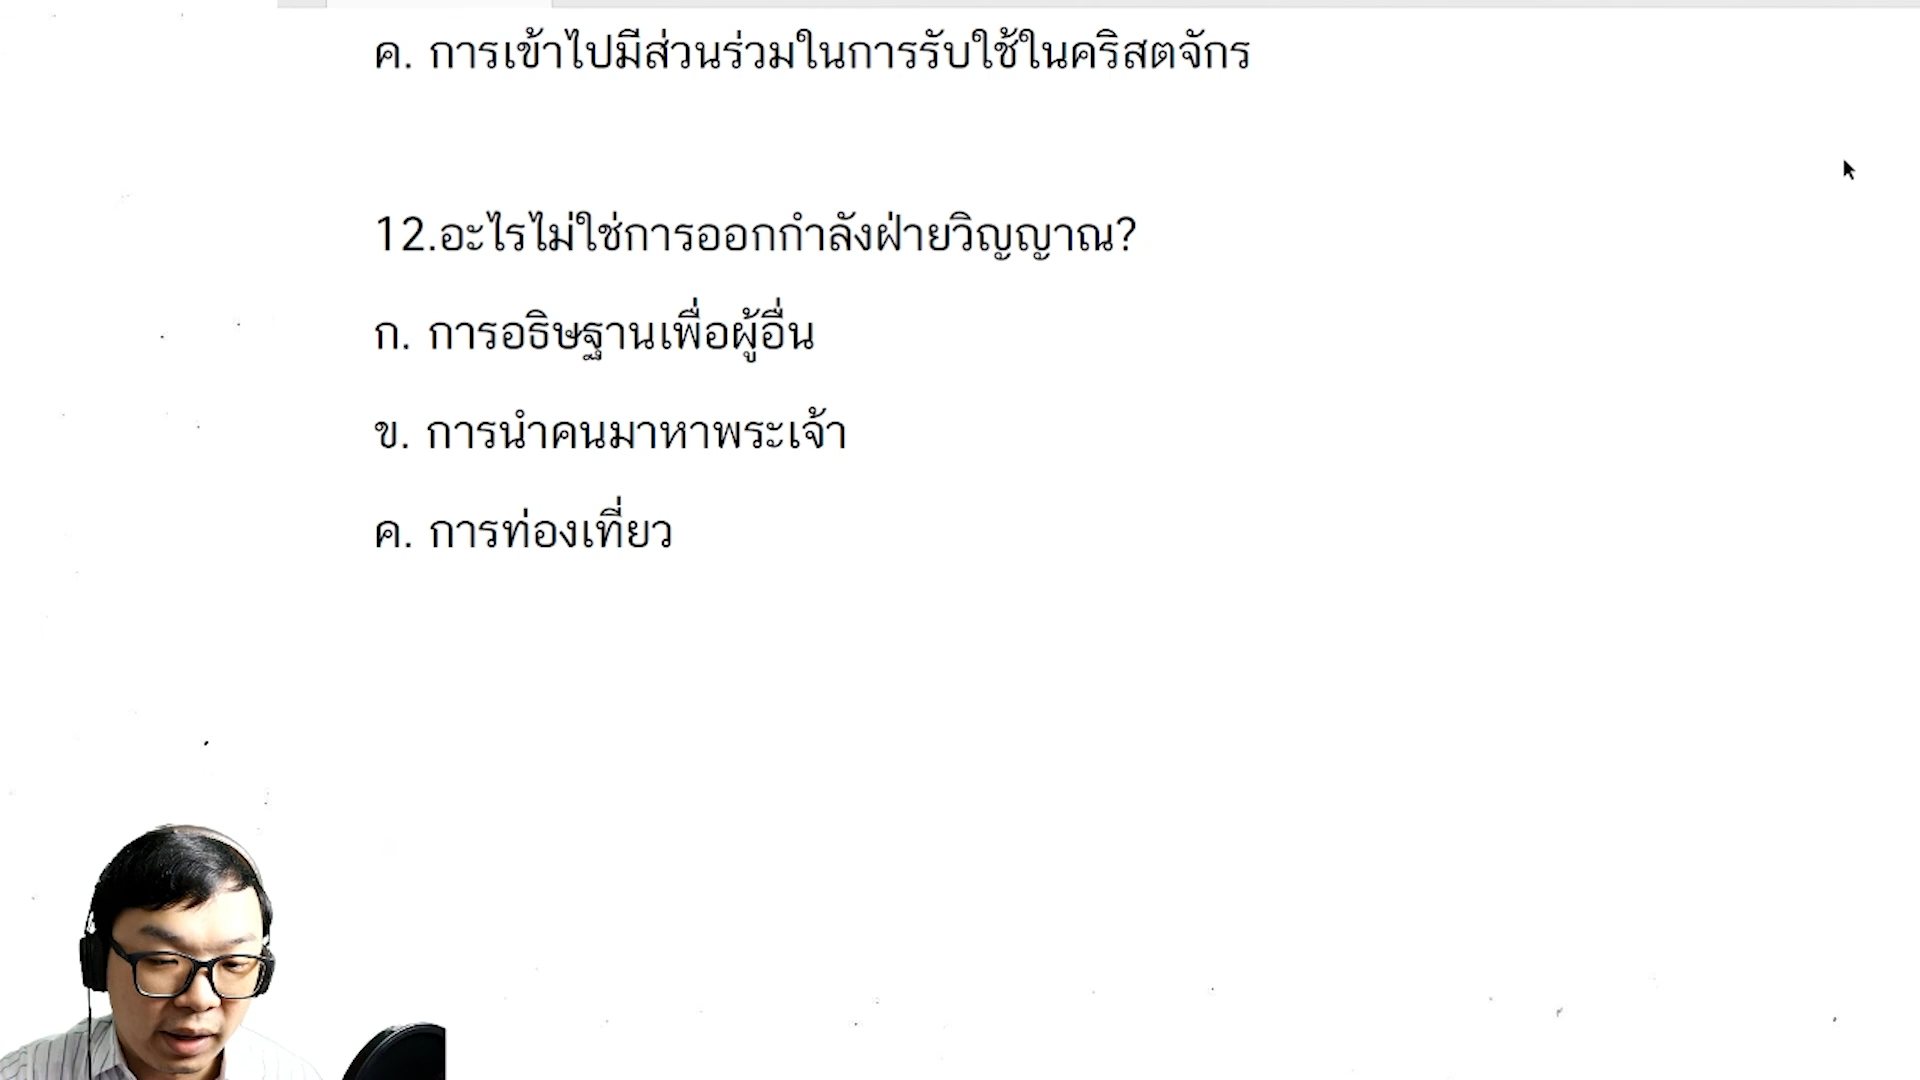 ค. การเข้าไปมีส่วนร่วมในการรับใช้ในคริสตจักร
12.อะไรไม่ใช่การออกกำลังฝ่ายวิญญาณ?
ก. การอธิษฐานเพื่อผู้อื่น
ข. การนำคนมาหาพระเจ้า
ค. การท่องเที่ยว